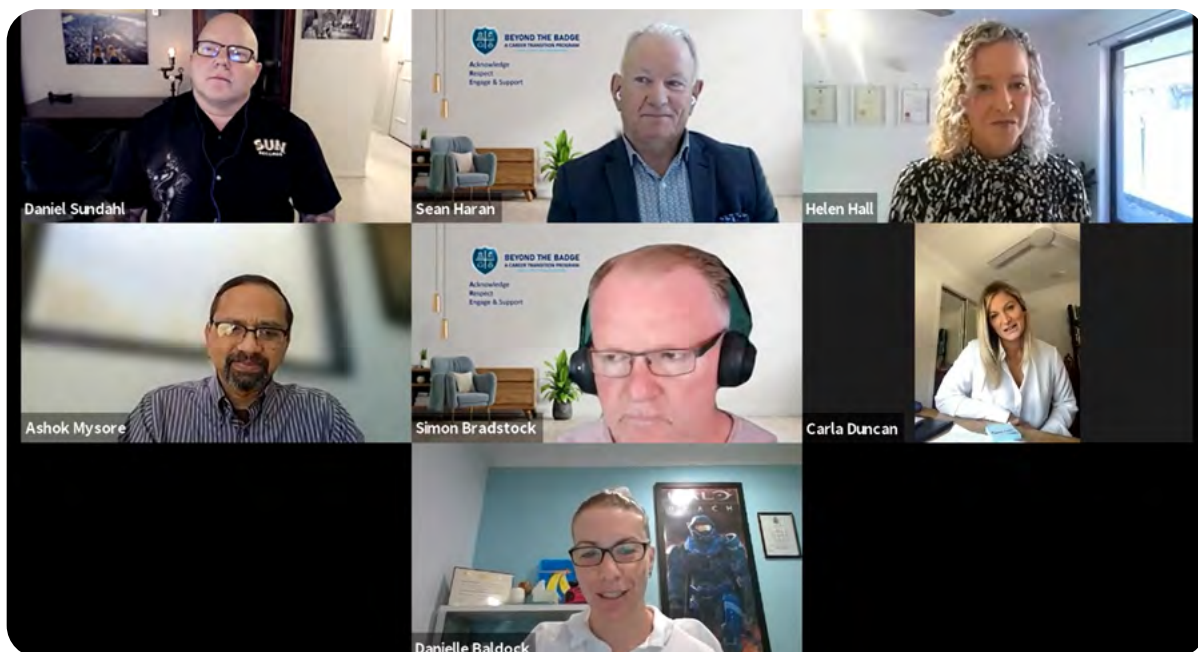 SUN
Daniel Sundahl
BEYOND THE BADGE
A CAREER TRANSITION PROGRAM
Acknowledge
Respect
Engage & Support
Sean Haran
Helen Hall
Ashok Mysore
BEYOND THE BADGE
A CAREER TRANSITION PROGRAM
Acknowledge
Respect
Engage & Support
Simon Bradstock
Carla Duncan
HALO
REACH
Danielle Baldock